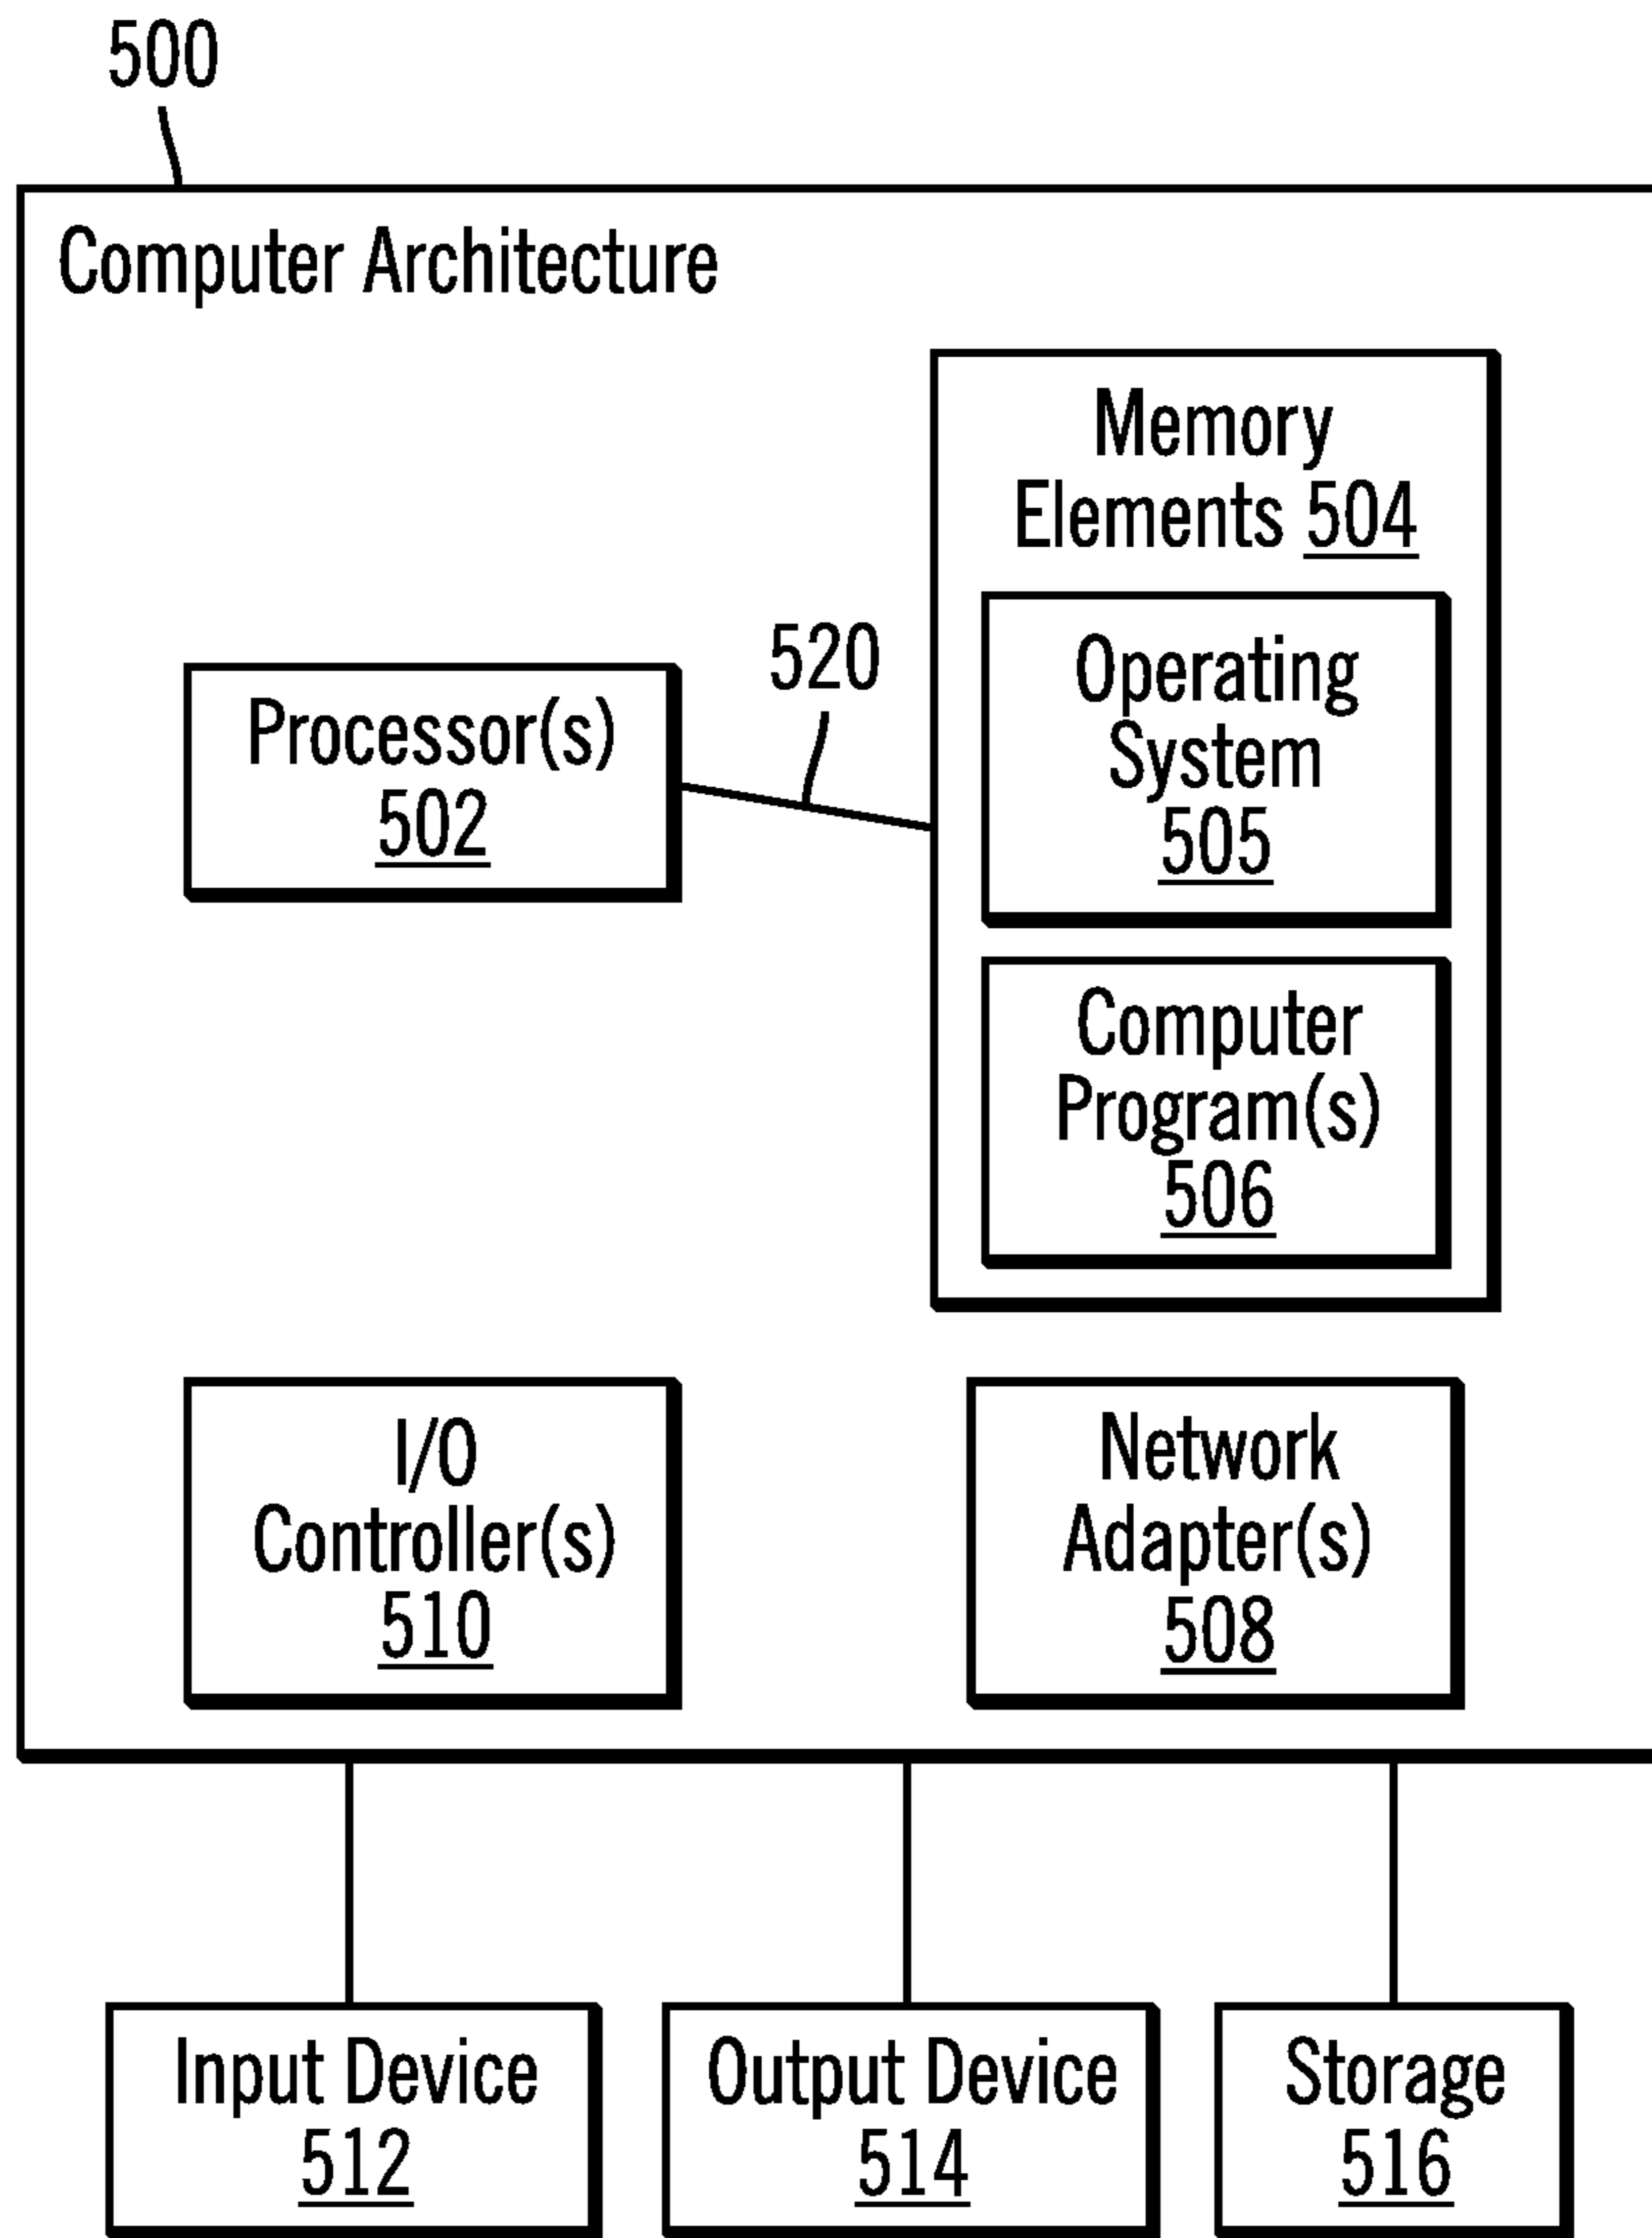 500
Computer Architecture
Memory
Elements 504
Operating
System
505
520
Processor(s)
502
Computer
Program(s)
506
I/O
Controller(s)
510
Network
Adapter(s)
508
Input Device
512
Output Device
514
Storage
516